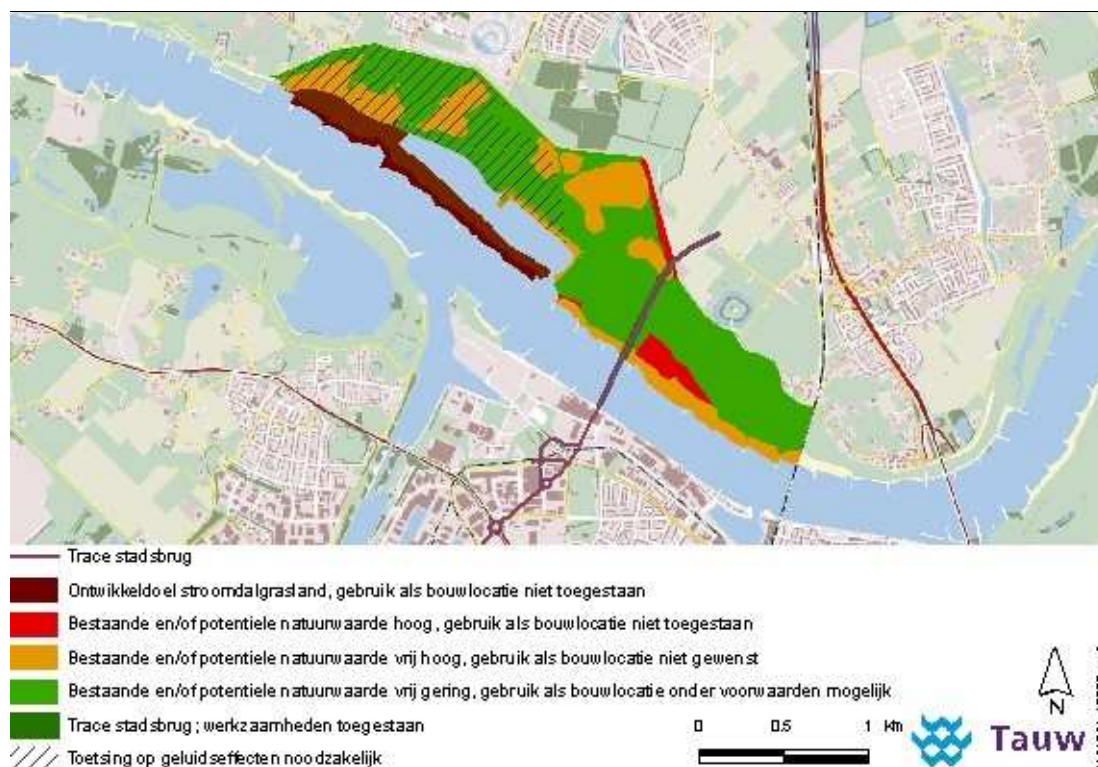 Trace stadsbrug
Ontwikkeldoel stroomdalgrasland, gebruik als bouwlocatie niet toegestaan
Bestaande en/of potentiele natuurwaarde hoog, gebruik als bouwlocatie niet toegestaan
Bestaande en/of potentiele natuurwaarde vrij hoog, gebruik als bouwlocatie niet gewenst
Bestaande en/of potentiele natuurwaarde vrij gering, gebruik als bouwlocatie onder voorwaarden mogelijk
Trace stadsbrug; werkzaamheden toegestaan
Toetsing op geluidseffecten noodzakelijk
0 0.5 1 km
N
Tauw